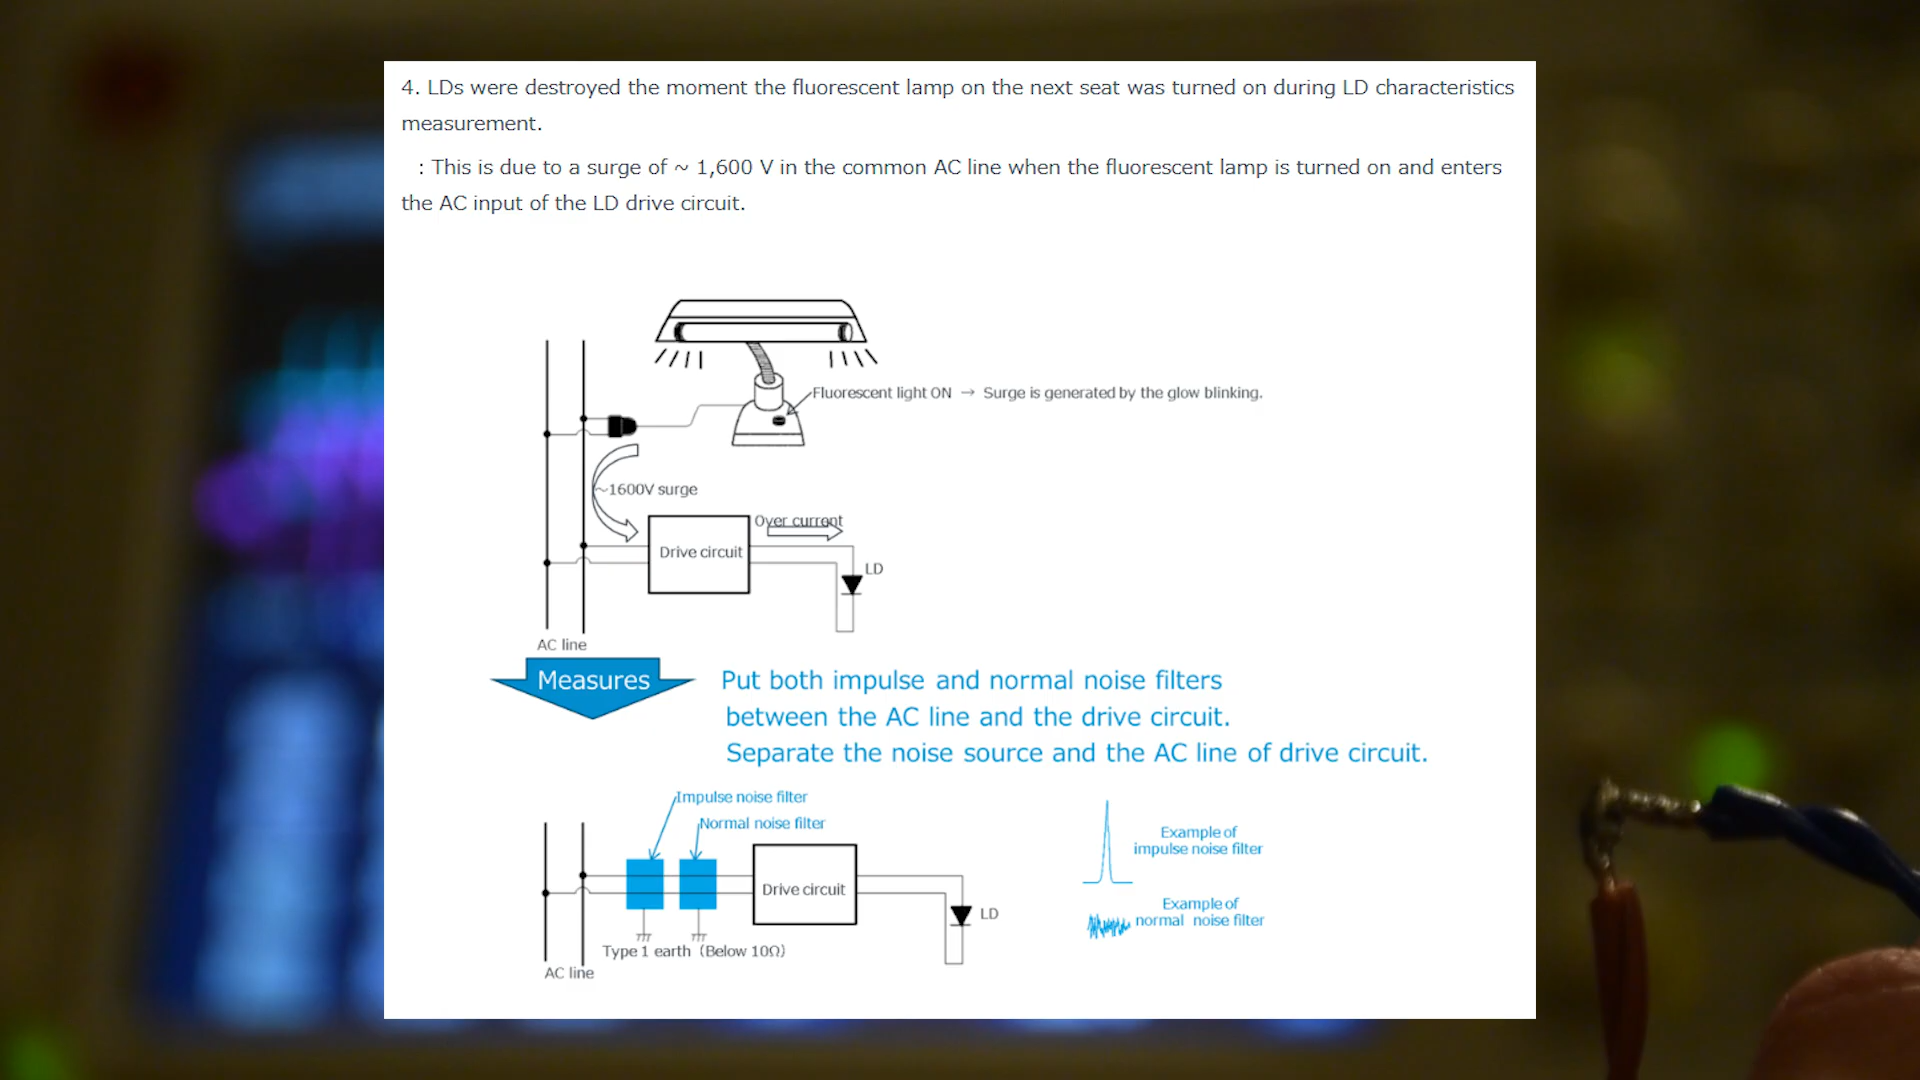 4. LDs were destroyed the moment the fluorescent lamp on the next seat was turned on during LD characteristics
measurement.
: This is due to a surge of ~ 1,600 V in the common AC line when the fluorescent lamp is turned on and enters
the AC input of the LD drive circuit.
Fluorescent light ON → Surge is generated by the glow blinking.
~1600V surge
Over current
Drive circuit
LD
AC line
Measures
Put both impulse and normal noise filters
between the AC line and the drive circuit.
Separate the noise source and the AC line of drive circuit.
Impulse noise filter
Normal noise filter
Drive circuit
LD
Type 1 earth (Below 10Ω)
AC line
Example of
impulse noise filter
Example of
normal noise filter